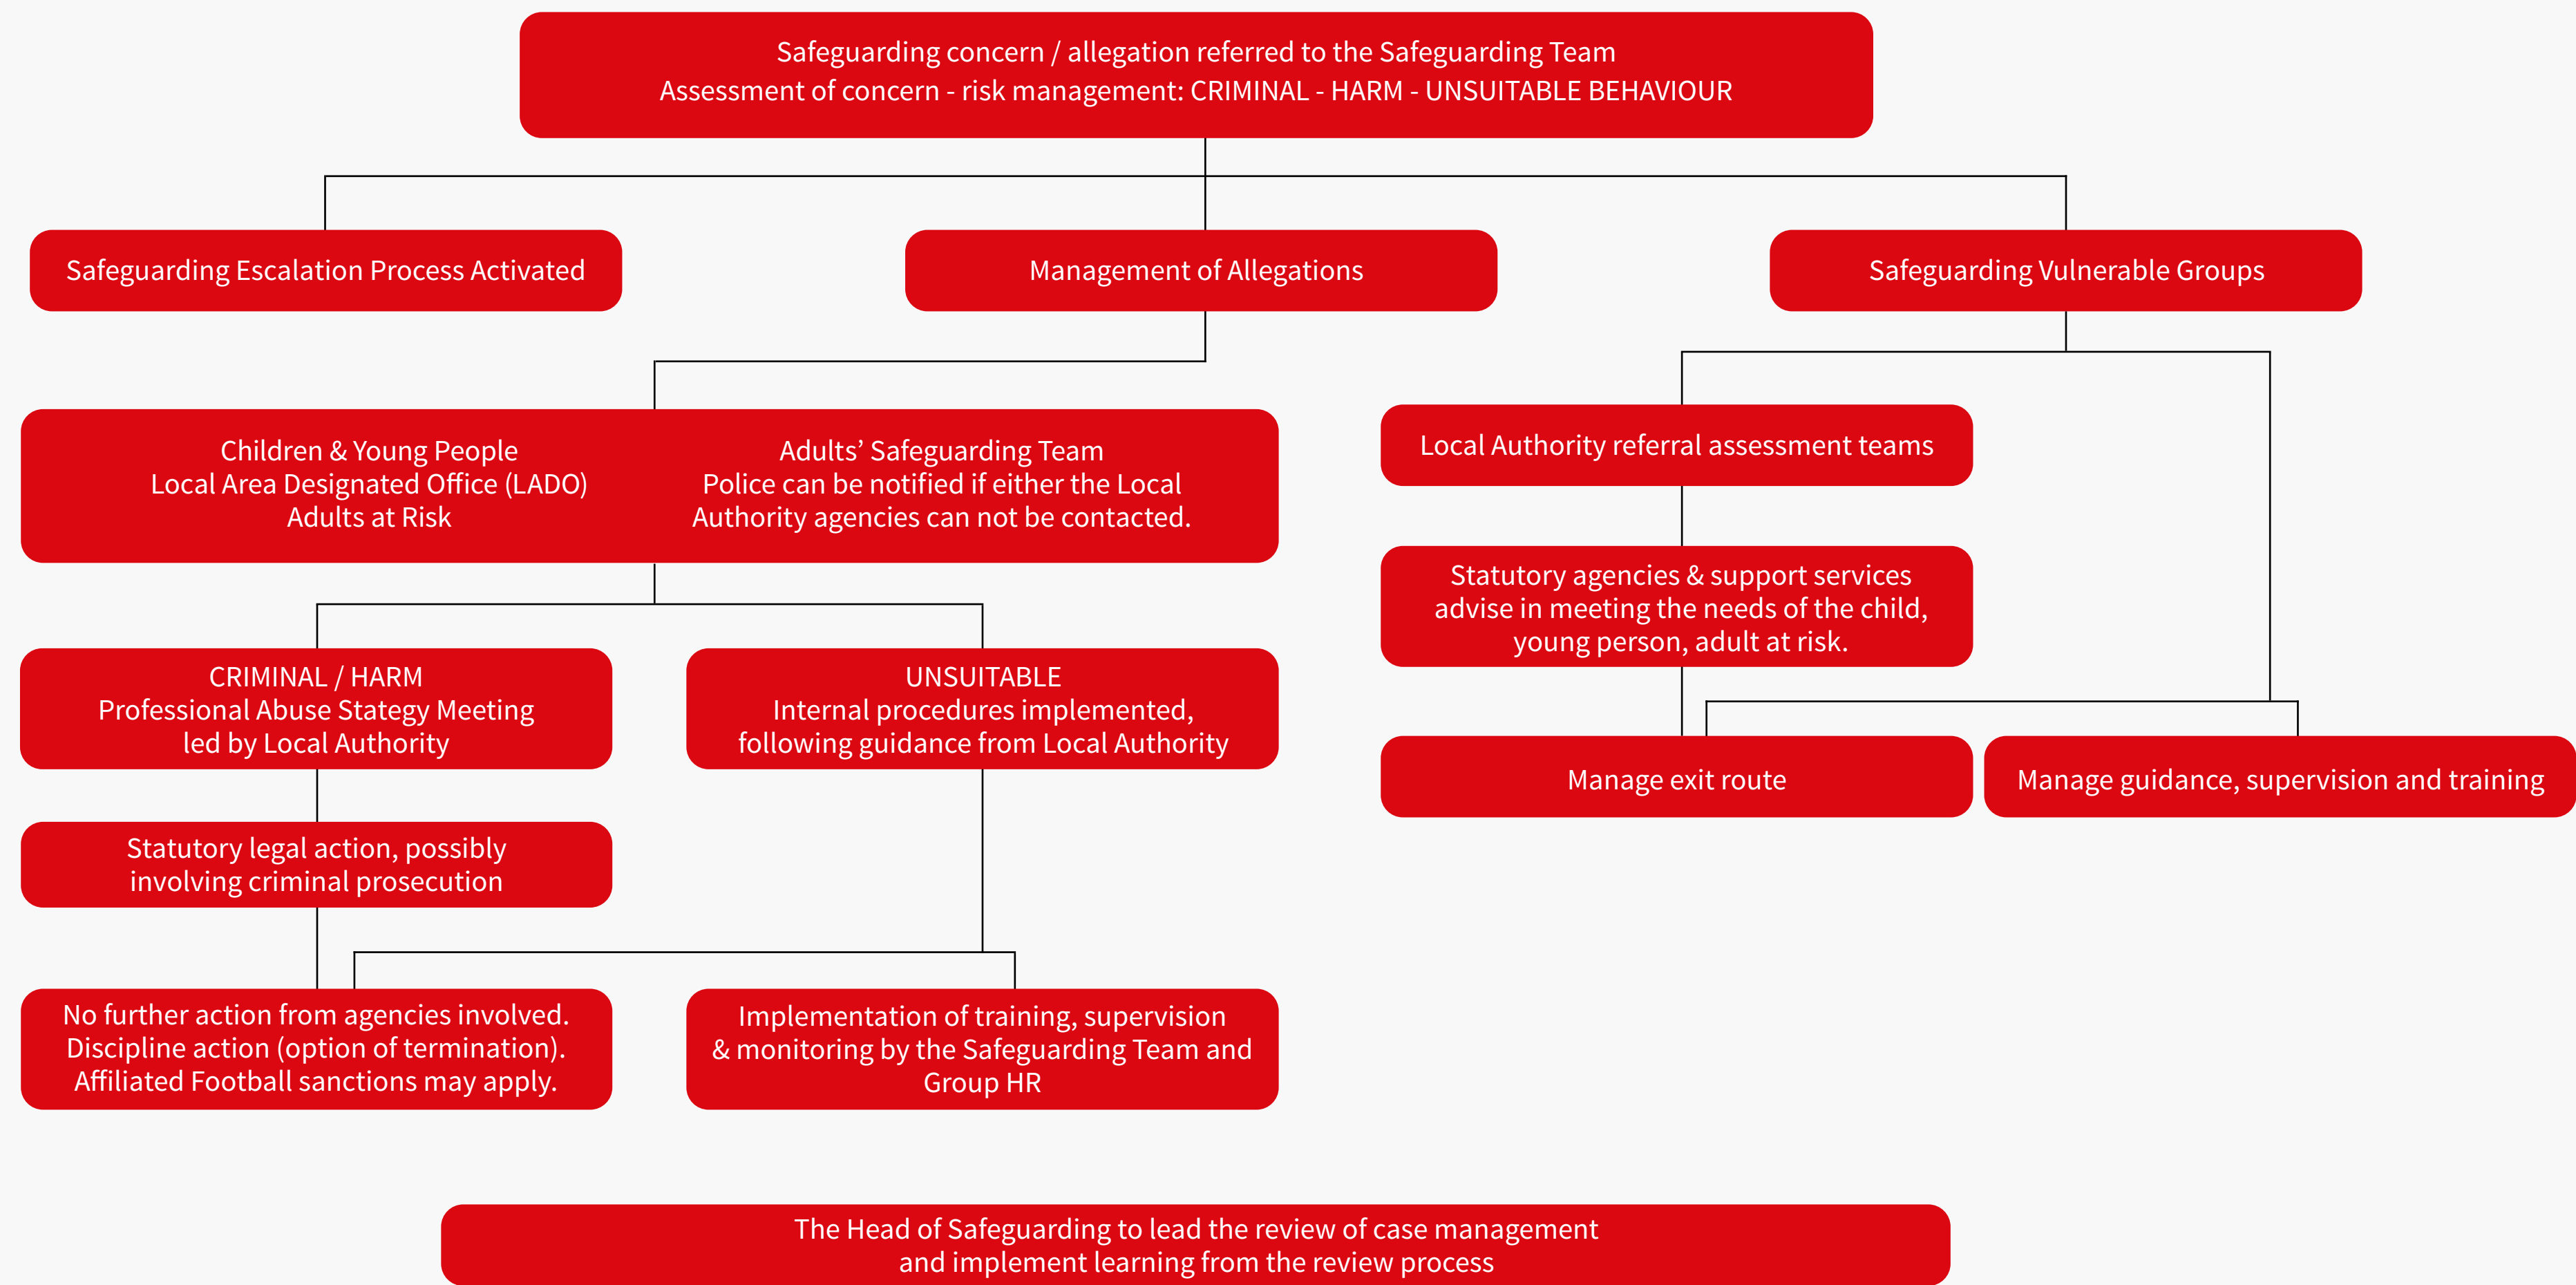 Safeguarding concern / allegation referred to the Safeguarding Team
Assessment of concern - risk management: CRIMINAL - HARM - UNSUITABLE BEHAVIOUR
Safeguarding Escalation Process Activated
Management of Allegations
Safeguarding Vulnerable Groups
Children & Young People
Local Area Designated Office (LADO)
Adults at Risk
Adults’ Safeguarding Team
Police can be notified if either the Local
Authority agencies can not be contacted.
Local Authority referral assessment teams
Statutory agencies & support services
advise in meeting the needs of the child,
young person, adult at risk.
CRIMINAL / HARM
Professional Abuse Stategy Meeting
led by Local Authority
UNSUITABLE
Internal procedures implemented,
following guidance from Local Authority
Manage exit route
Manage guidance, supervision and training
Statutory legal action, possibly
involving criminal prosecution
No further action from agencies involved.
Discipline action (option of termination).
Affiliated Football sanctions may apply.
Implementation of training, supervision
& monitoring by the Safeguarding Team and
Group HR
The Head of Safeguarding to lead the review of case management
and implement learning from the review process